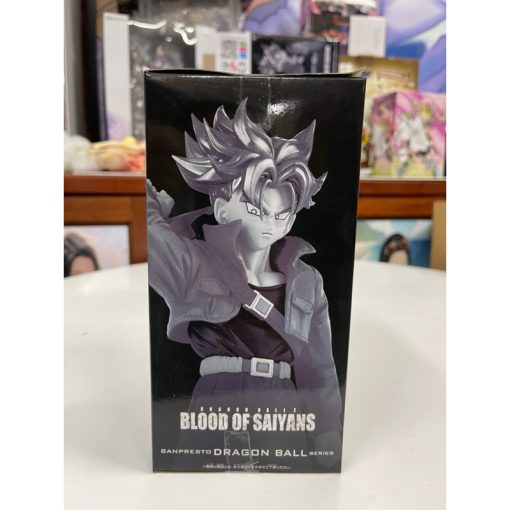 DRAGON BALL Z
BLOOD OF SAIYANS
BANPRESTO DRAGON BALL SERIES